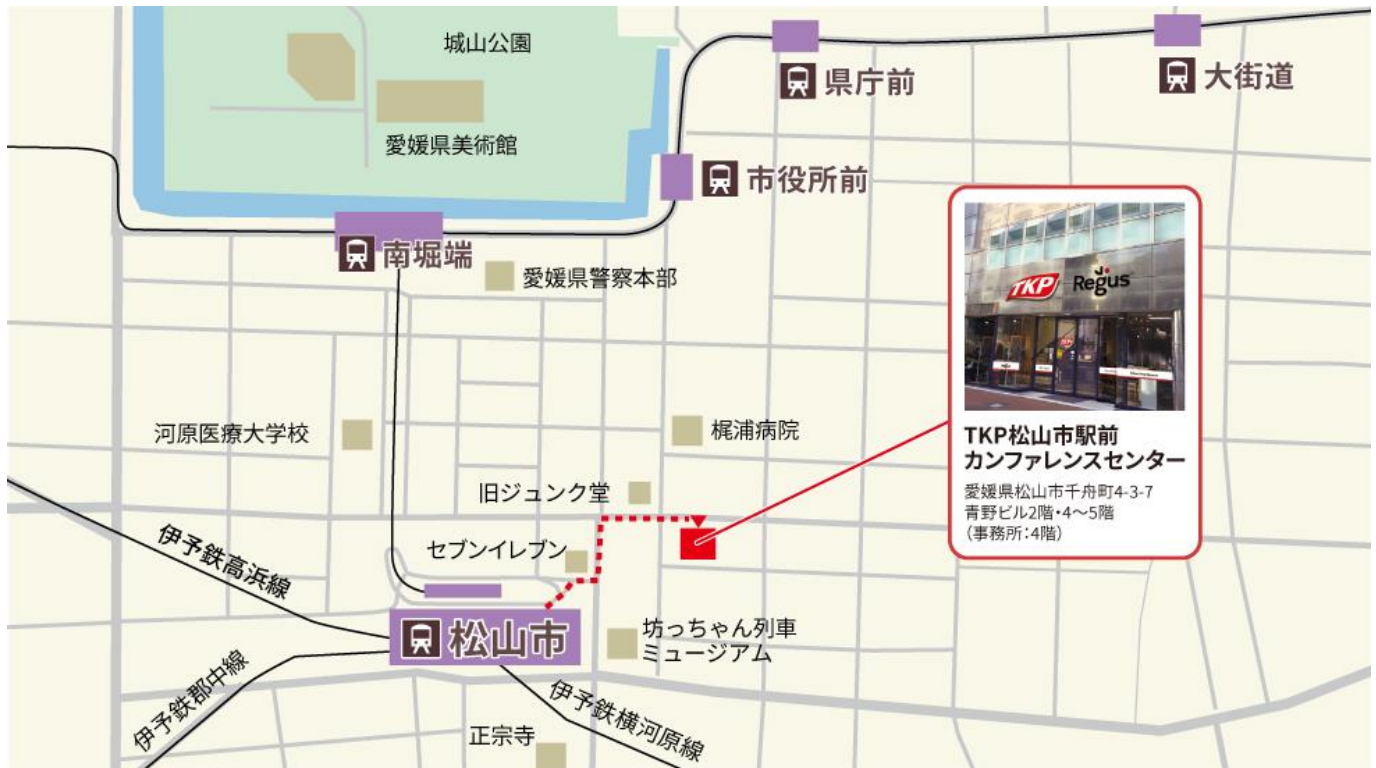 城山公園
愛媛県美術館
県庁前
大街道
市役所前
南堀端
愛媛県警察本部
TKP Regus
河原医療大学校
梶浦病院
TKP松山市駅前
カンファレンスセンター
愛媛県松山市千舟町4-3-7
青野ビル2階・4〜5階
(事務所:4階)
旧ジュンク堂
セブンイレブン
伊予鉄高浜線
松山市
坊っちゃん列車
ミュージアム
伊予鉄郡中線
伊予鉄横河原線
正宗寺